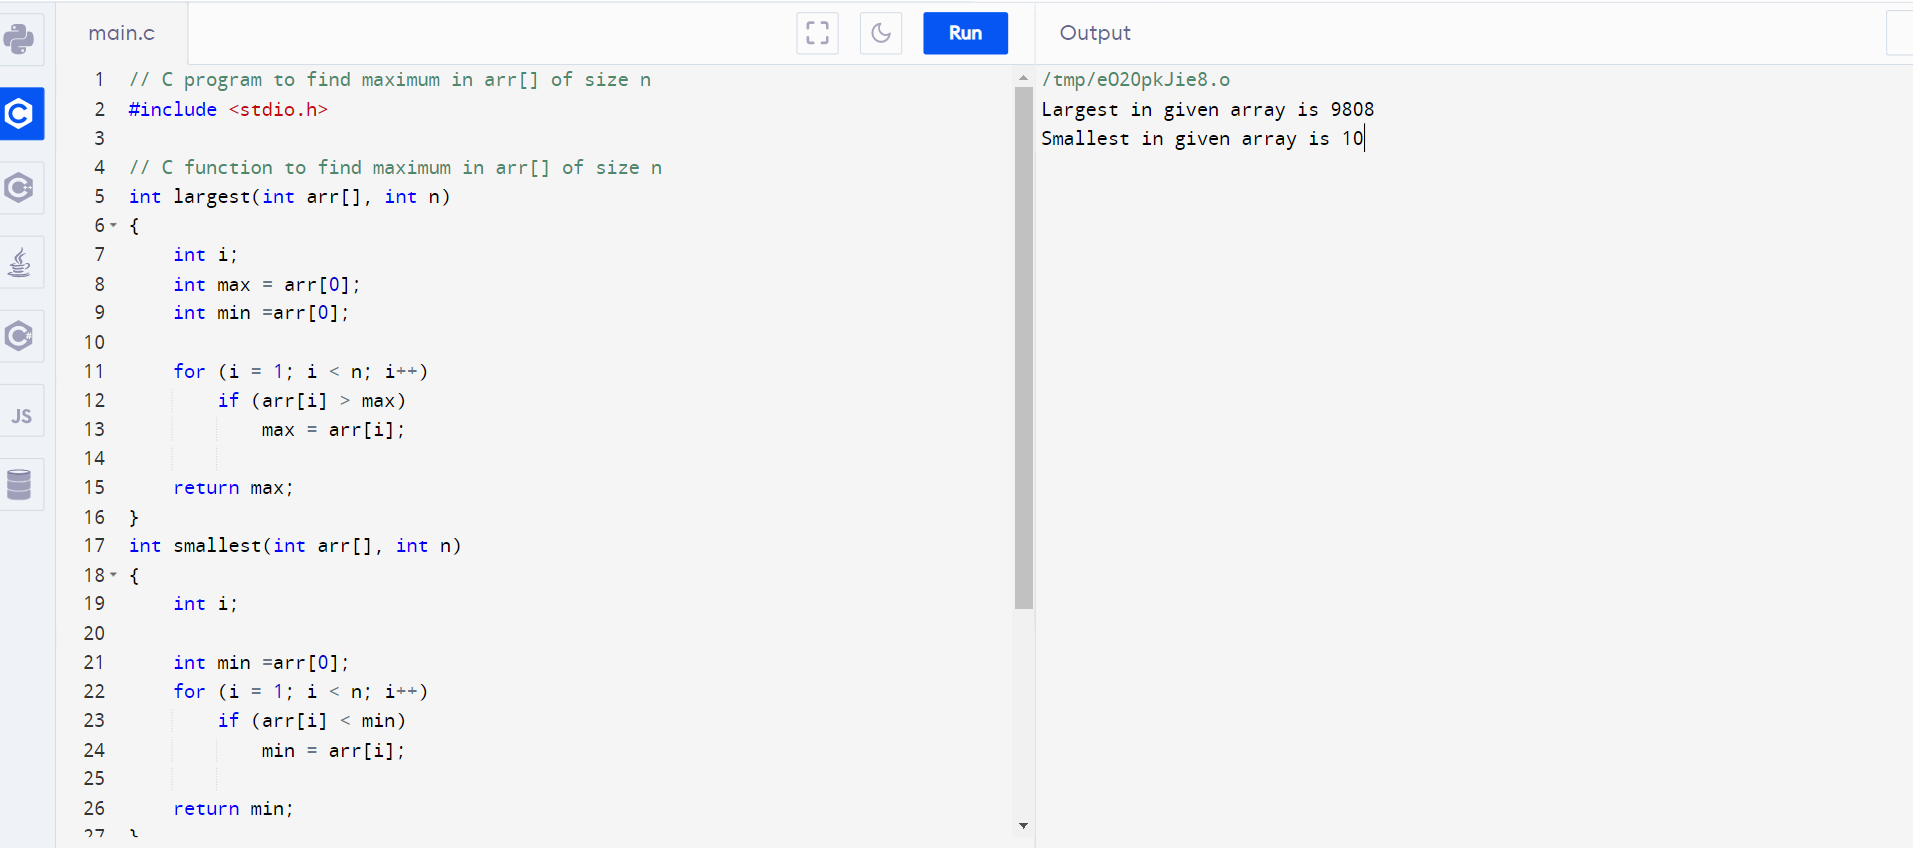 main.c
Run
Output
1 // C program to find maximum in arr[] of size n
2 #include <stdio.h>
3
4 // C function to find maximum in arr[] of size n
5 int largest(int arr[], int n)
6 {
7     int i;
8     int max = arr[0];
9     int min =arr[0];
10
11     for (i = 1; i < n; i++)
12         if (arr[i] > max)
13             max = arr[i];
14
15     return max;
16 }
17 int smallest(int arr[], int n)
18 {
19     int i;
20
21     int min =arr[0];
22     for (i = 1; i < n; i++)
23         if (arr[i] < min)
24             min = arr[i];
25
26     return min;
27 }
/tmp/eO20pkJie8.o
Largest in given array is 9808
Smallest in given array is 10
C
C++
C#
JS